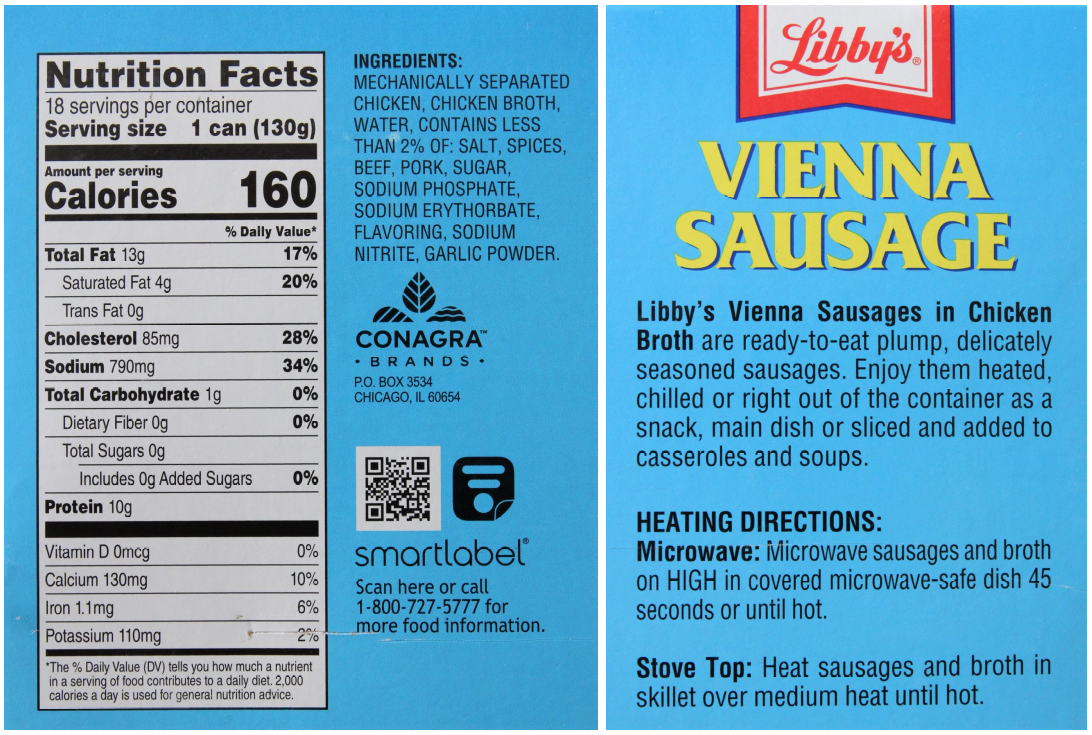 Nutrition Facts
18 servings per container
Serving size 1 can (130g)
Amount per serving
Calories 160
% Daily Value*
Total Fat 13g 17%
Saturated Fat 4g 20%
Trans Fat 0g
Cholesterol 85mg 28%
Sodium 790mg 34%
Total Carbohydrate 1g 0%
Dietary Fiber 0g 0%
Total Sugars 0g
Includes 0g Added Sugars 0%
Protein 10g
Vitamin D 0mcg 0%
Calcium 130mg 10%
Iron 1.1mg 6%
Potassium 110mg 2%
*The % Daily Value (DV) tells you how much a nutrient
in a serving of food contributes to a daily diet. 2,000
calories a day is used for general nutrition advice.
INGREDIENTS:
MECHANICALLY SEPARATED
CHICKEN, CHICKEN BROTH,
WATER, CONTAINS LESS
THAN 2% OF: SALT, SPICES,
BEEF, PORK, SUGAR,
SODIUM PHOSPHATE,
SODIUM ERYTHORBATE,
FLAVORING, SODIUM
NITRITE, GARLIC POWDER.
CONAGRA™
• BRANDS •
P.O. BOX 3534
CHICAGO, IL 60654
smartlabel®
Scan here or call
1-800-727-5777 for
more food information.
Libby's®
VIENNA
SAUSAGE
Libby's Vienna Sausages in Chicken
Broth are ready-to-eat plump, delicately
seasoned sausages. Enjoy them heated,
chilled or right out of the container as a
snack, main dish or sliced and added to
casseroles and soups.
HEATING DIRECTIONS:
Microwave: Microwave sausages and broth
on HIGH in covered microwave-safe dish 45
seconds or until hot.
Stove Top: Heat sausages and broth in
skillet over medium heat until hot.